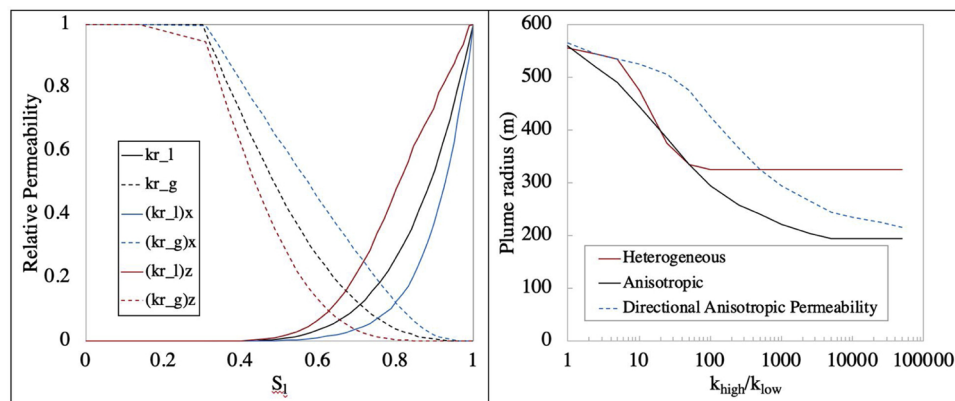 Relative Permeability
1
0.8
0.6
0.4
0.2
0
kr_l
kr_g
(kr_l)x
(kr_g)x
(kr_l)z
(kr_g)z
0 0.2 0.4 0.6 0.8 1
Sl
Plume radius (m)
600
500
400
300
200
100
0
Heterogeneous
Anisotropic
Directional Anisotropic Permeability
1 10 100 1000 10000 100000
khigh/klow